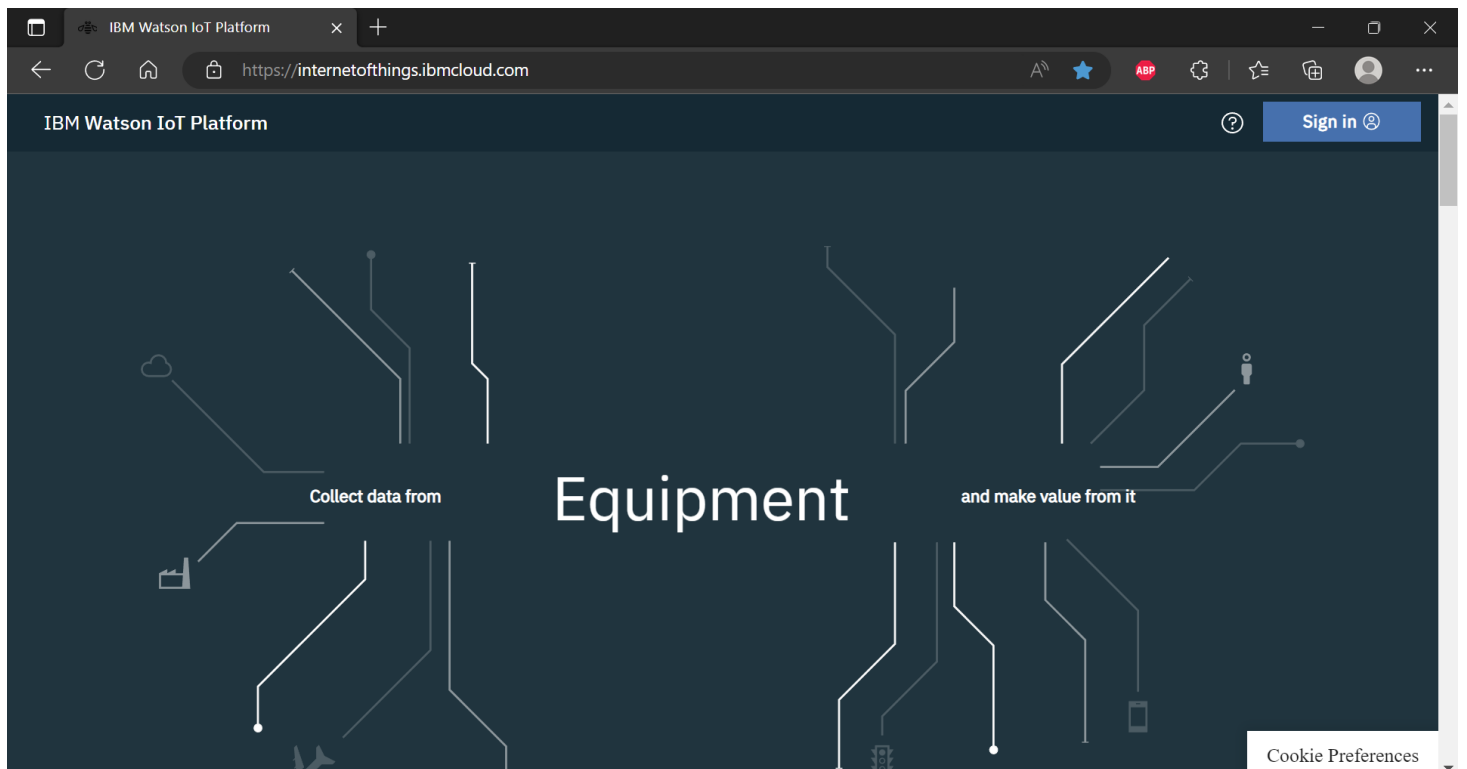 IBM Watson IoT Platform
https://internetofthings.ibmcloud.com
ABP
IBM Watson IoT Platform
Sign in
Collect data from Equipment and make value from it
Cookie Preferences